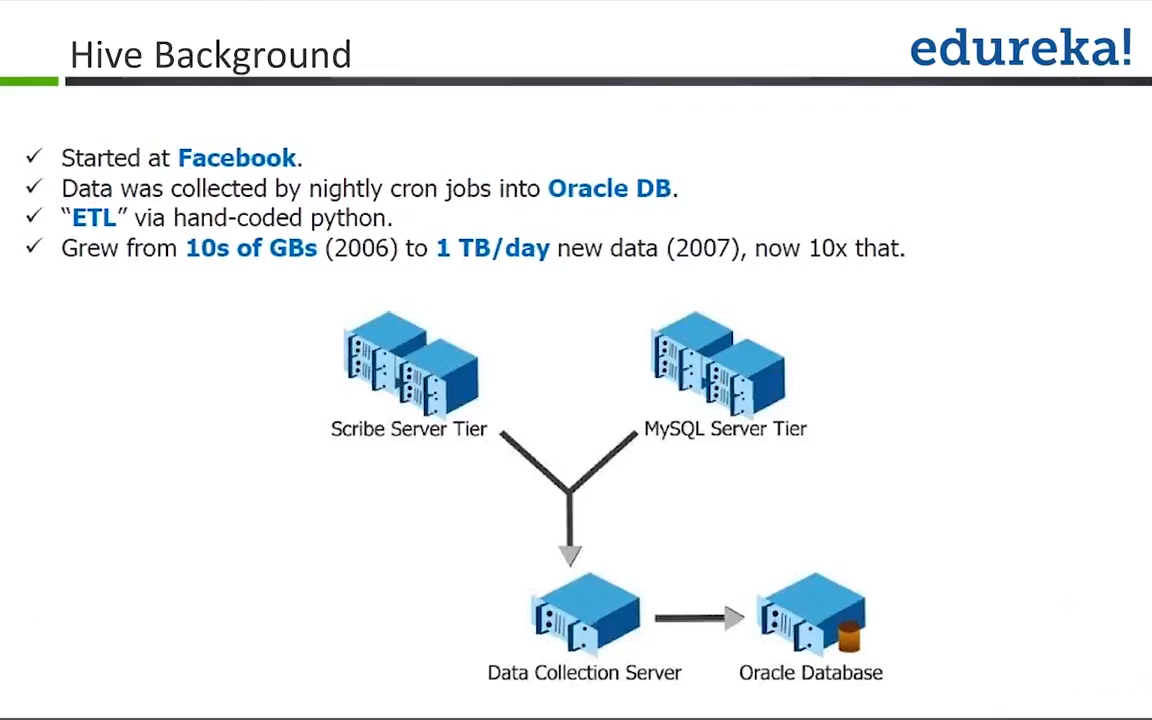 Hive Background
edureka!
✓ Started at Facebook.
✓ Data was collected by nightly cron jobs into Oracle DB.
✓ “ETL” via hand-coded python.
✓ Grew from 10s of GBs (2006) to 1 TB/day new data (2007), now 10x that.
Scribe Server Tier
MySQL Server Tier
Data Collection Server
Oracle Database